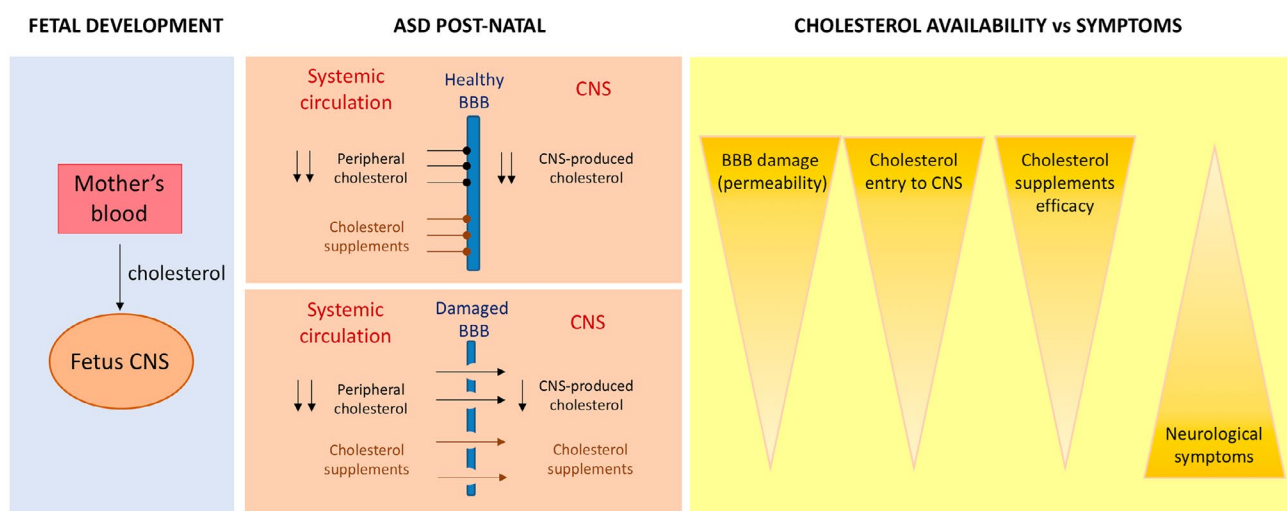 FETAL DEVELOPMENT
Mother's
blood
cholesterol
Fetus CNS
ASD POST-NATAL
Systemic
circulation
Healthy
BBB
CNS
Peripheral
cholesterol
CNS-produced
cholesterol
Cholesterol
supplements
Systemic
circulation
Damaged
BBB
CNS
Peripheral
cholesterol
CNS-produced
cholesterol
Cholesterol
supplements
Cholesterol
supplements
CHOLESTEROL AVAILABILITY vs SYMPTOMS
BBB damage
(permeability)
Cholesterol
entry to CNS
Cholesterol
supplements
efficacy
Neurological
symptoms